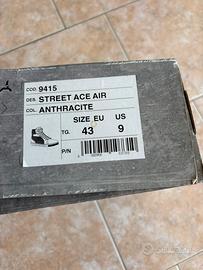 COD. 9415
DES. STREET ACE AIR
COL. ANTHRACITE
SIZE EU US
TG. 43 9
P/N